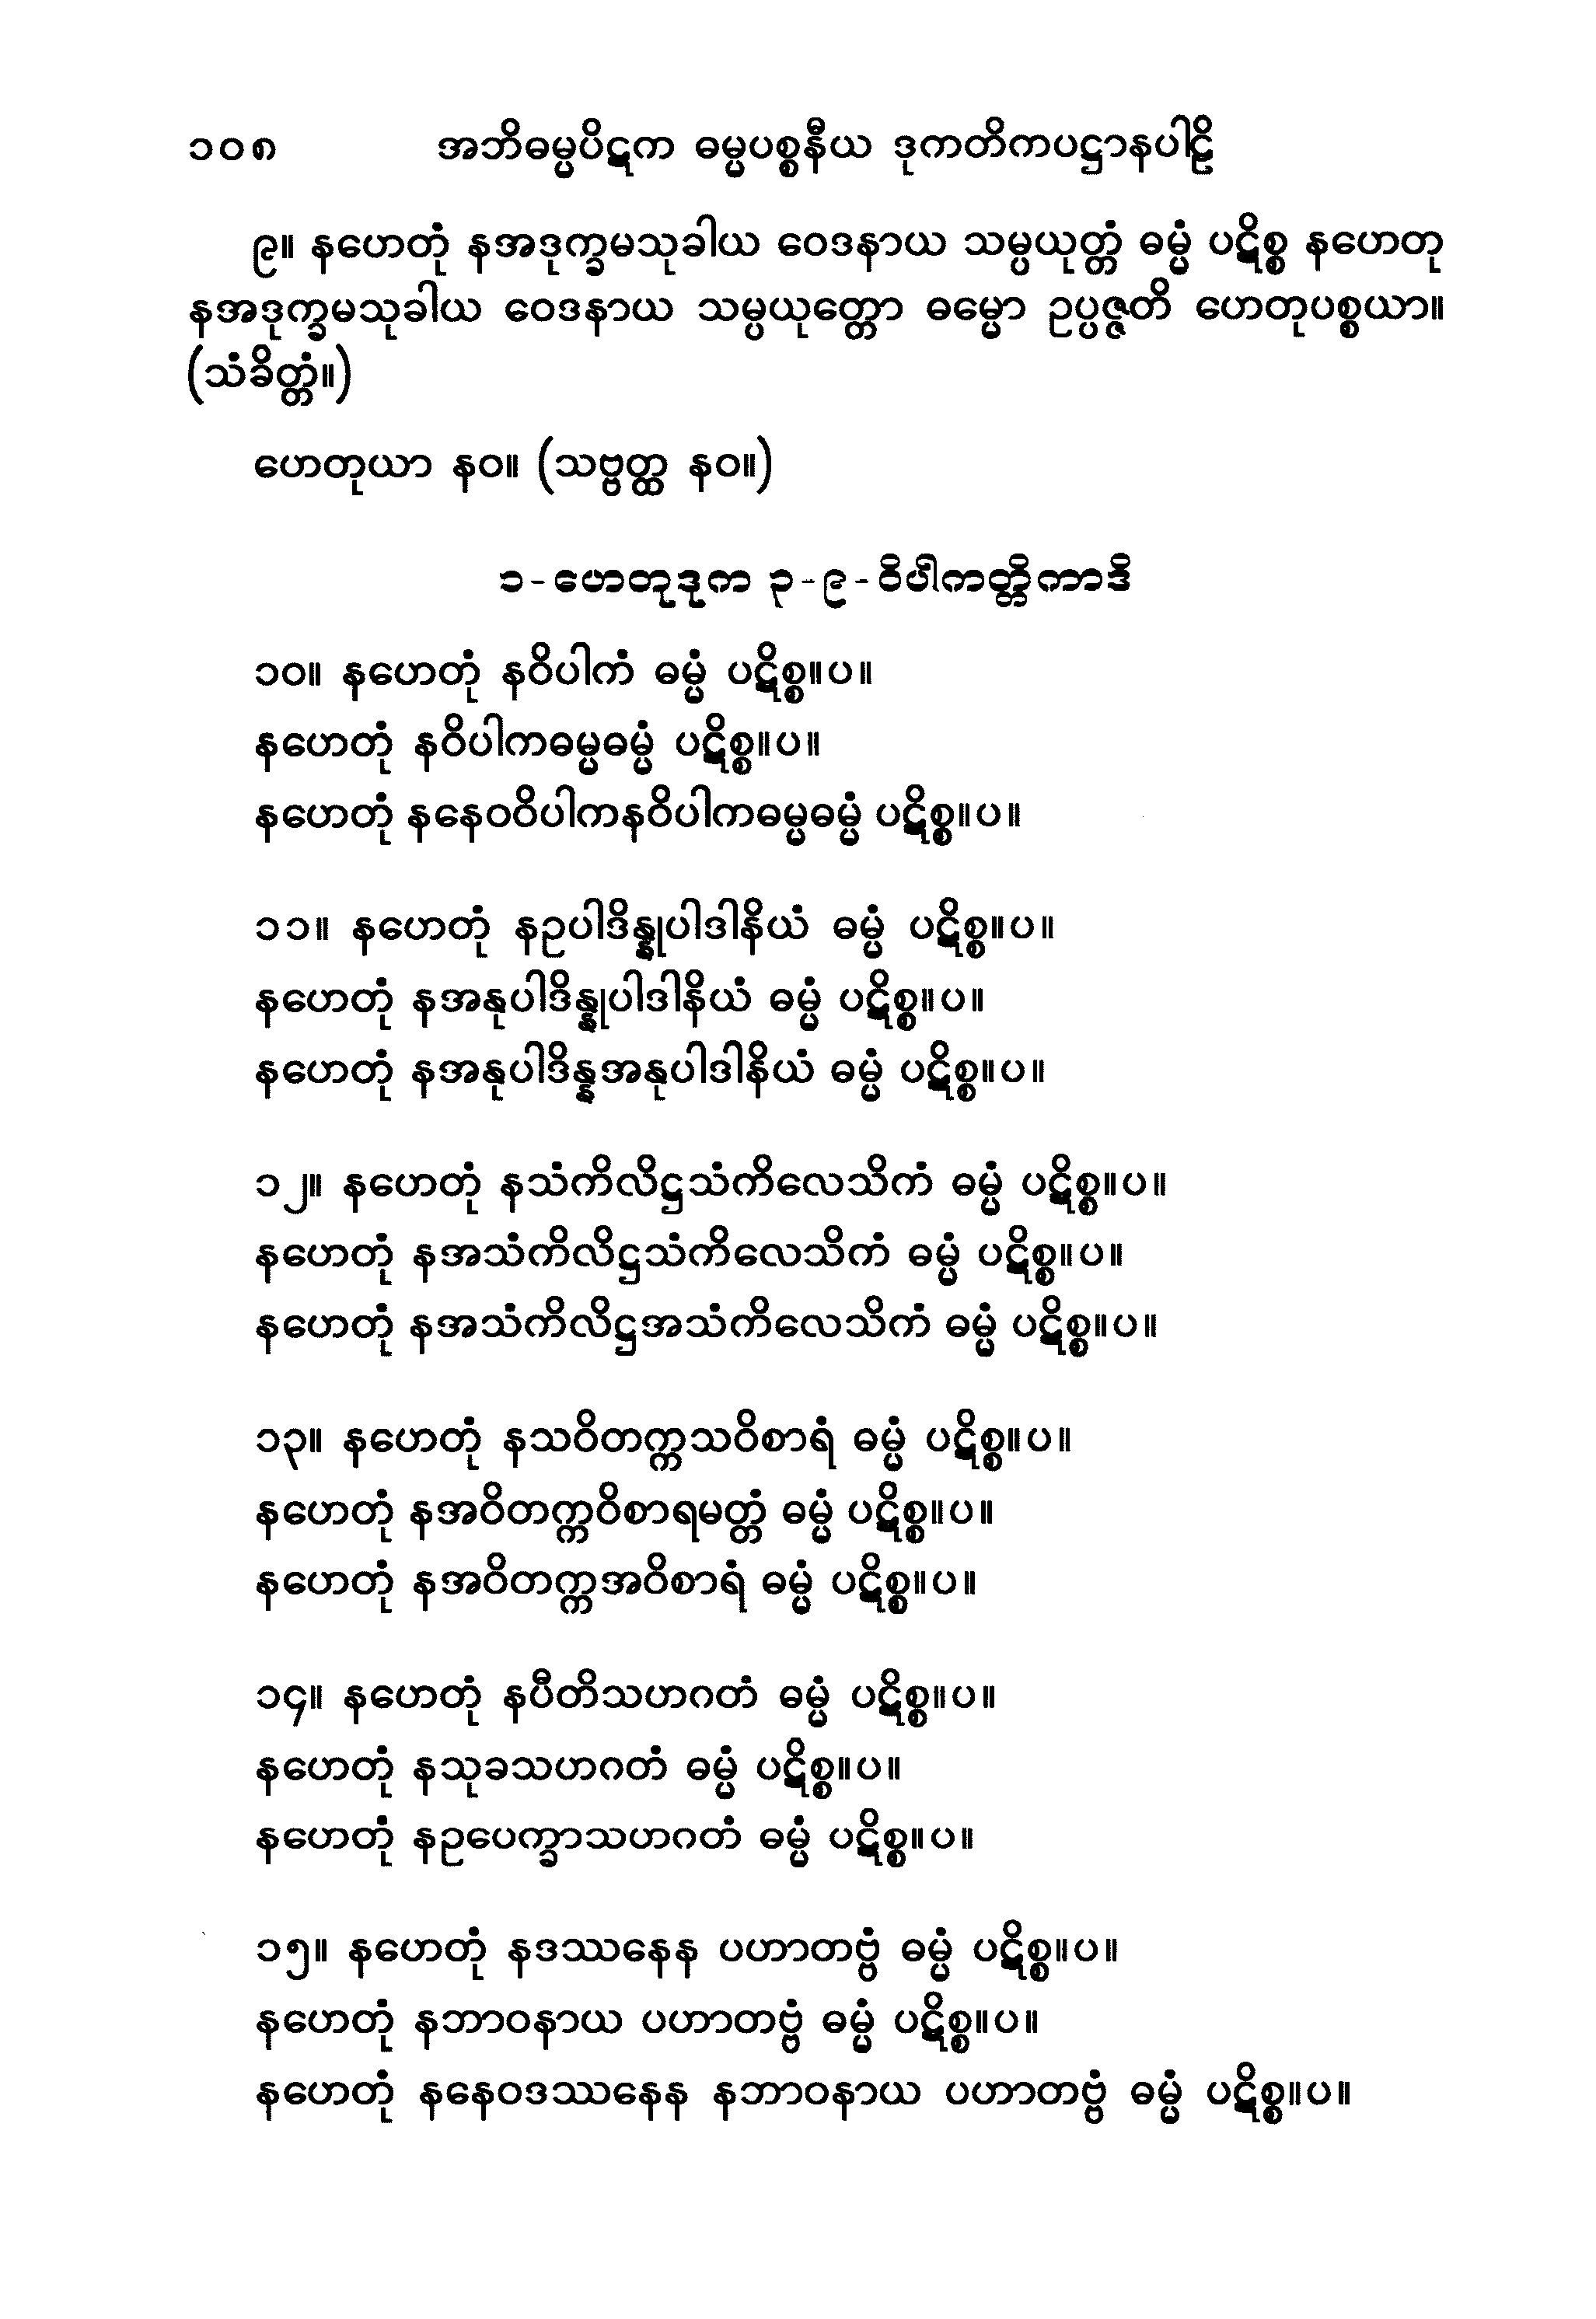 ၁၀၈ အဘိဓမ္မပိဋက ဓမ္မပစ္စနီယ ဒုကတိကပဋ္ဌာနပါဠိ
၉။ နဟေတုံ နအဒုက္ခမသုခါယ ဝေဒနာယ သမ္ပယုတ္တံ ဓမ္မံ ပဋိစ္စ နဟေတု
နအဒုက္ခမသုခါယ ဝေဒနာယ သမ္ပယုတ္တော ဓမ္မော ဥပ္ပဇ္ဇတိ ဟေတုပစ္စယာ။
(သံခိတ္တံ။)
ဟေတုယာ နဝ။ (သဗ္ဗတ္ထ နဝ။)
၁-ဟေတုဒုက ၃-၉-ဝိပါကတ္တိကာဒိ
၁၀။ နဟေတုံ နဝိပါကံ ဓမ္မံ ပဋိစ္စ။ပ။
နဟေတုံ နဝိပါကဓမ္မဓမ္မံ ပဋိစ္စ။ပ။
နဟေတုံ နနေဝဝိပါကနဝိပါကဓမ္မဓမ္မံ ပဋိစ္စ။ပ။
၁၁။ နဟေတုံ နဥပါဒိန္နုပါဒါနိယံ ဓမ္မံ ပဋိစ္စ။ပ။
နဟေတုံ နအနုပါဒိန္နုပါဒါနိယံ ဓမ္မံ ပဋိစ္စ။ပ။
နဟေတုံ နအနုပါဒိန္နအနုပါဒါနိယံ ဓမ္မံ ပဋိစ္စ။ပ။
၁၂။ နဟေတုံ နသံကိလိဋ္ဌသံကိလေသိကံ ဓမ္မံ ပဋိစ္စ။ပ။
နဟေတုံ နအသံကိလိဋ္ဌသံကိလေသိကံ ဓမ္မံ ပဋိစ္စ။ပ။
နဟေတုံ နအသံကိလိဋ္ဌအသံကိလေသိကံ ဓမ္မံ ပဋိစ္စ။ပ။
၁၃။ နဟေတုံ နသဝိတက္ကသဝိစာရံ ဓမ္မံ ပဋိစ္စ။ပ။
နဟေတုံ နအဝိတက္ကဝိစာရမတ္တံ ဓမ္မံ ပဋိစ္စ။ပ။
နဟေတုံ နအဝိတက္ကအဝိစာရံ ဓမ္မံ ပဋိစ္စ။ပ။
၁၄။ နဟေတုံ နပီတိသဟဂတံ ဓမ္မံ ပဋိစ္စ။ပ။
နဟေတုံ နသုခသဟဂတံ ဓမ္မံ ပဋိစ္စ။ပ။
နဟေတုံ နဥပေက္ခာသဟဂတံ ဓမ္မံ ပဋိစ္စ။ပ။
၁၅။ နဟေတုံ နဒဿနေန ပဟာတဗ္ဗံ ဓမ္မံ ပဋိစ္စ။ပ။
နဟေတုံ နဘာဝနာယ ပဟာတဗ္ဗံ ဓမ္မံ ပဋိစ္စ။ပ။
နဟေတုံ နနေဝဒဿနေန နဘာဝနာယ ပဟာတဗ္ဗံ ဓမ္မံ ပဋိစ္စ။ပ။